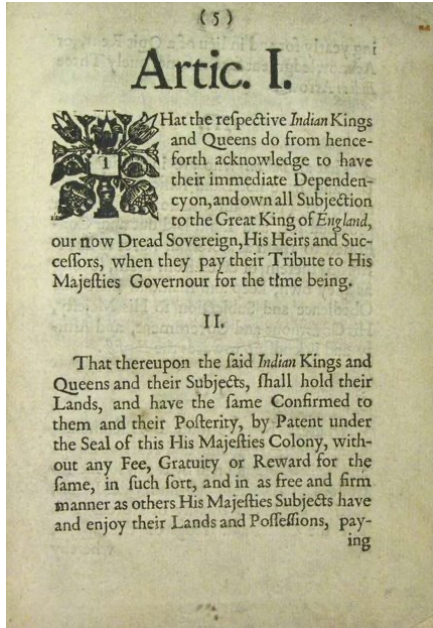 (5)
Artic. I.
Hat the reſpective Indian Kings
and Queens do from hence-
forth acknowledge to have
their immediate Dependen-
cy on, and own all Subjection
to the Great King of England,
our now Dread Sovereign, His Heirs and Suc-
ceſſors, when they pay their Tribute to His
Majeſties Governour for the time being.
II.
That thereupon the ſaid Indian Kings and
Queens and their Subjects, ſhall hold their
Lands, and have the ſame Confirmed to
them and their Poſterity, by Patent under
the Seal of this His Majeſties Colony, with-
out any Fee, Gratuity or Reward for the
ſame, in ſuch ſort, and in as free and firm
manner as others His Majeſties Subjects have
and enjoy their Lands and Poſſeſſions, pay-
ing